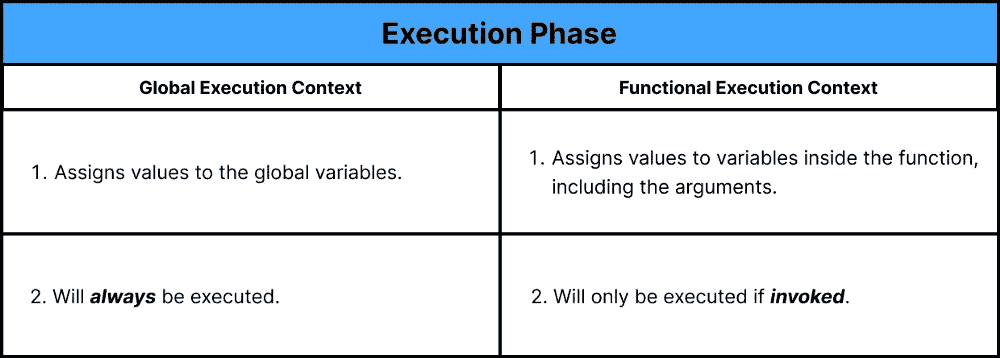 Execution Phase
Global Execution Context
Functional Execution Context
1. Assigns values to the global variables.
1. Assigns values to variables inside the function,
including the arguments.
2. Will always be executed.
2. Will only be executed if invoked.